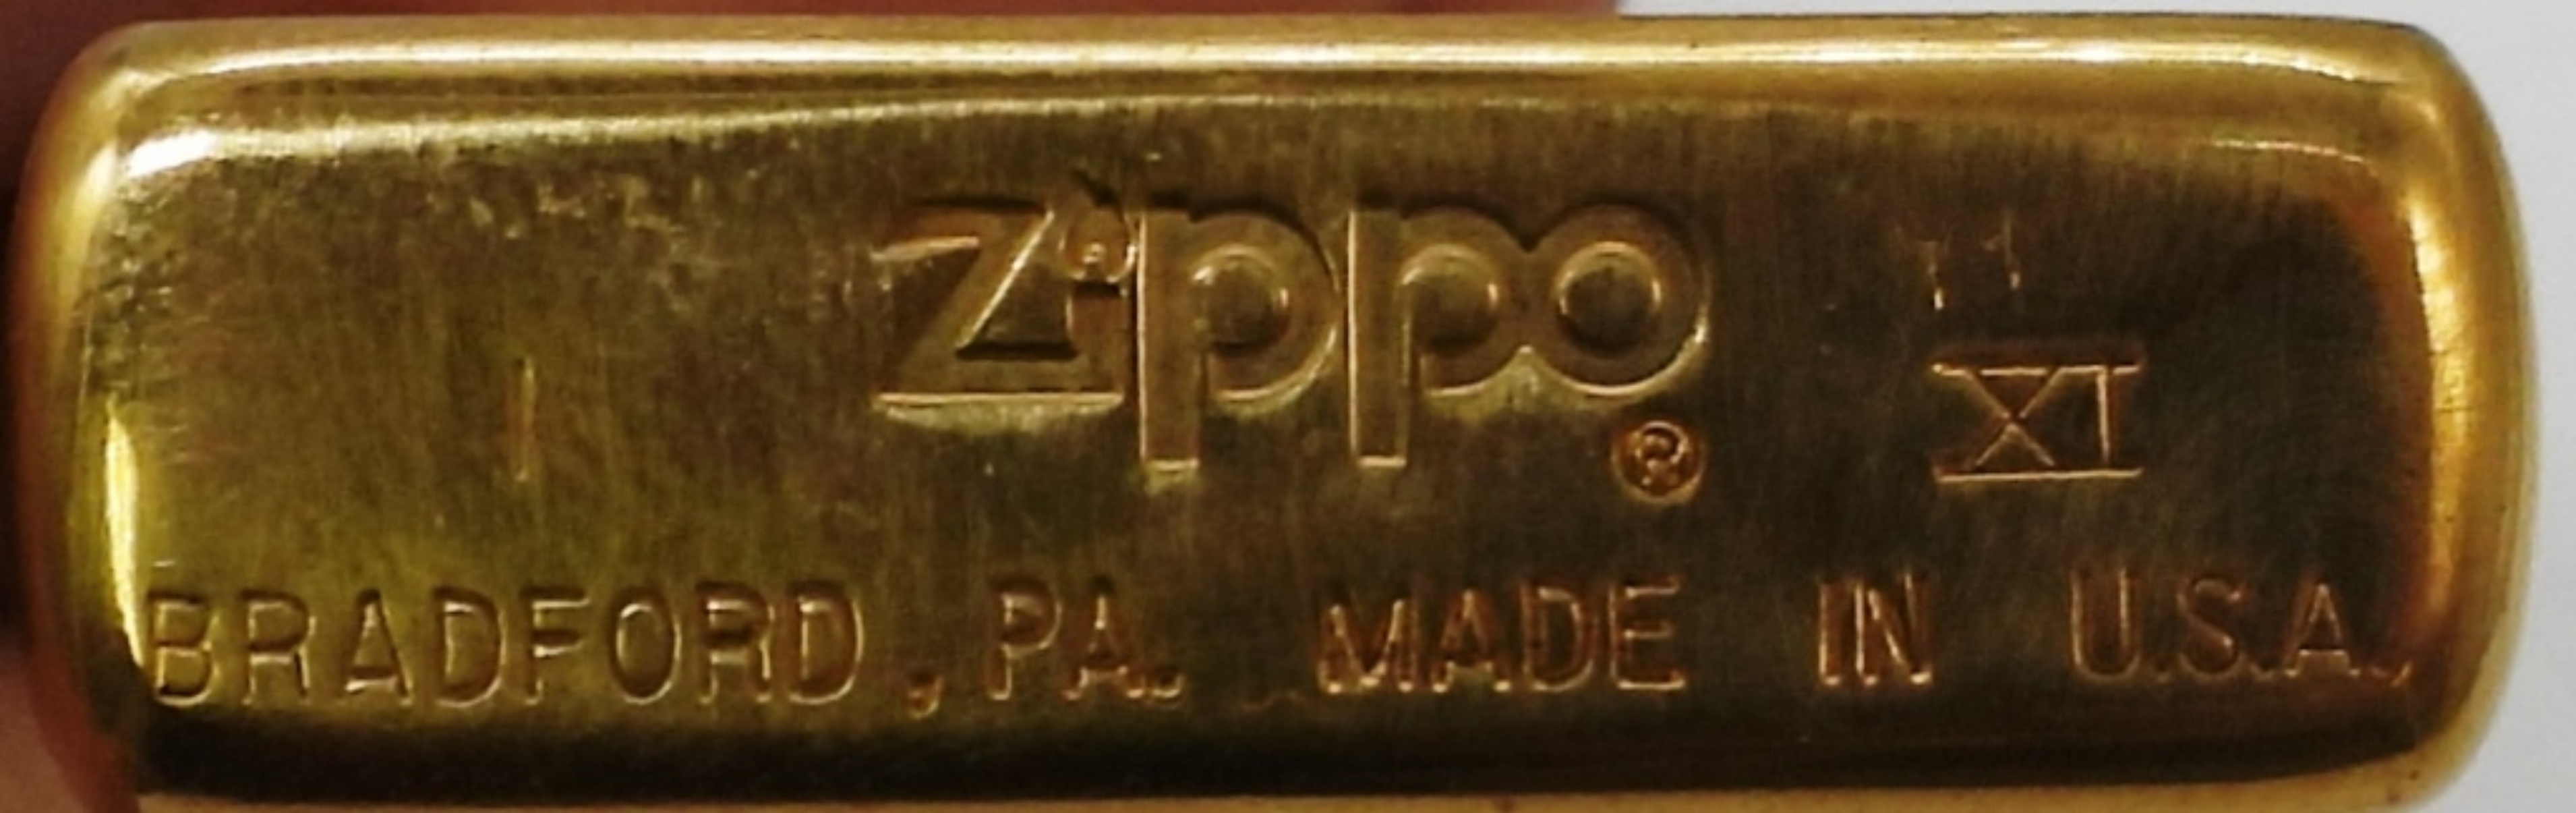 Zippo ® XI
BRADFORD, PA. MADE IN U.S.A.